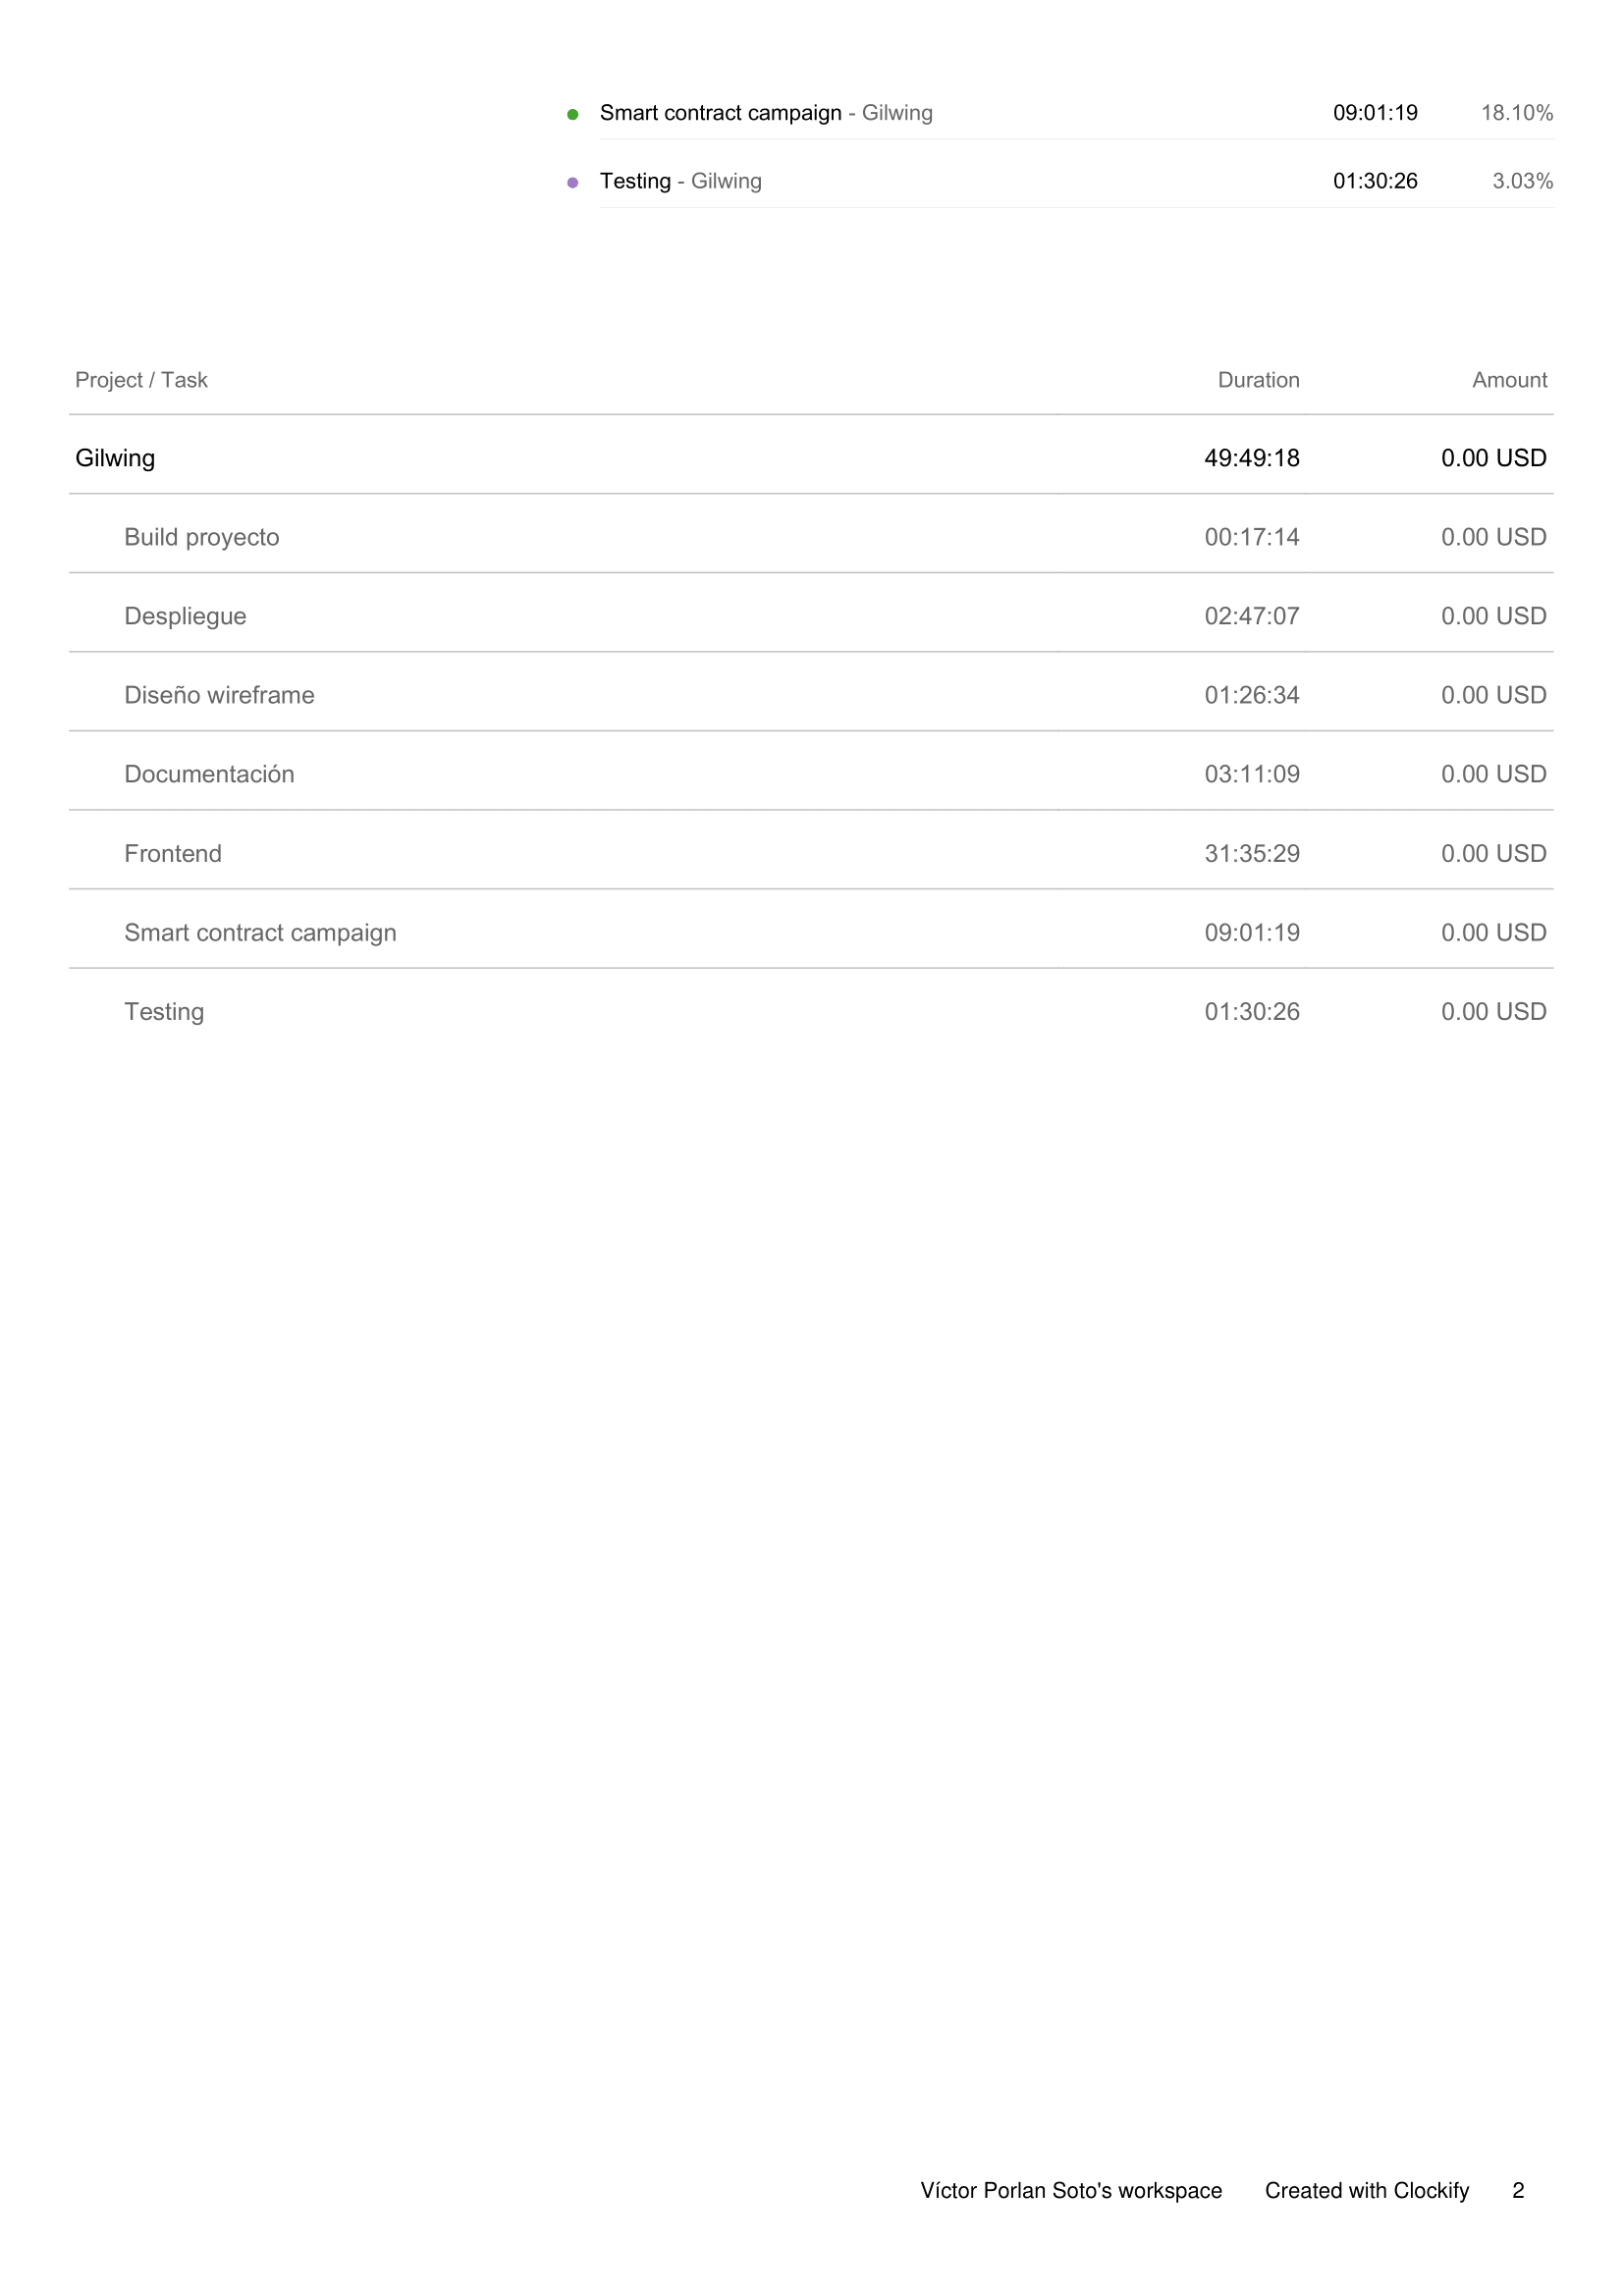 Smart contract campaign - Gilwing 09:01:19 18.10%
Testing - Gilwing 01:30:26 3.03%
Project / Task Duration Amount
Gilwing 49:49:18 0.00 USD
Build proyecto 00:17:14 0.00 USD
Despliegue 02:47:07 0.00 USD
Diseño wireframe 01:26:34 0.00 USD
Documentación 03:11:09 0.00 USD
Frontend 31:35:29 0.00 USD
Smart contract campaign 09:01:19 0.00 USD
Testing 01:30:26 0.00 USD
Víctor Porlan Soto's workspace Created with Clockify 2